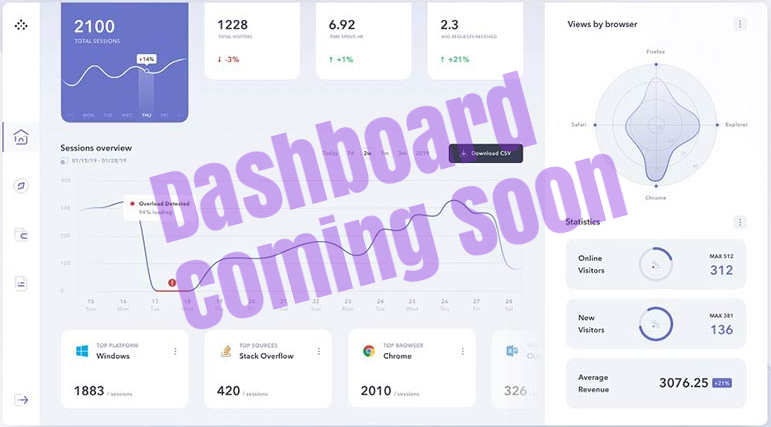 2100
TOTAL SESSIONS
+14%
MON TUE WED THU FRI
1228
TOTAL VISITORS
↓ -3%
6.92
TIME SPENT, HR
↑ +1%
2.3
AVG REQUESTS RECEIVED
↑ +21%
Views by browser
Firefox
Safari
Explorer
Chrome
Sessions overview
01/15/19 - 01/28/19
Today 7d 2w 1m 3m 2019
Download CSV
Dashboard
coming soon
400
300
200
100
0
Overload Detected
94% loading
15 16 17 18 19 20 21 22 23 24 25 26 27 28
Sun Mon Tue Wed Thu Fri Sat Sun Mon Tue Wed Thu Fri Sat
Statistics
Online
Visitors
MAX 512
312
New
Visitors
MAX 381
136
Average
Revenue
3076.25 +21%
TOP PLATFORM
Windows
1883 / sessions
TOP SOURCES
Stack Overflow
420 / sessions
TOP BROWSER
Chrome
2010 / sessions
326